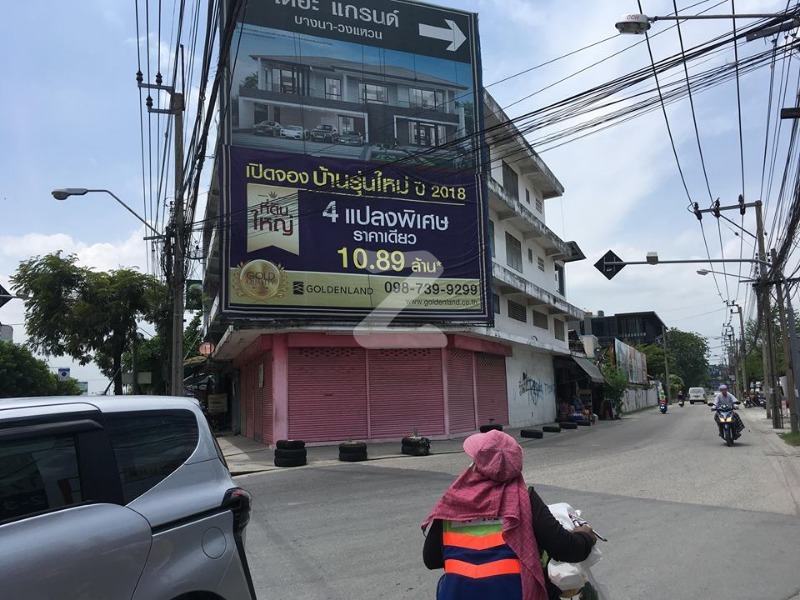 เดียะ แกรนด์
บางนา-วงแหวน
เปิดจอง บ้านรุ่นใหม่ ปี 2018
ที่ดิน
ใหญ่
4 แปลงพิเศษ
ราคาเดียว
10.89 ล้าน*
GOLD
GOLDENLAND
098-739-9299
www.goldenland.co.th